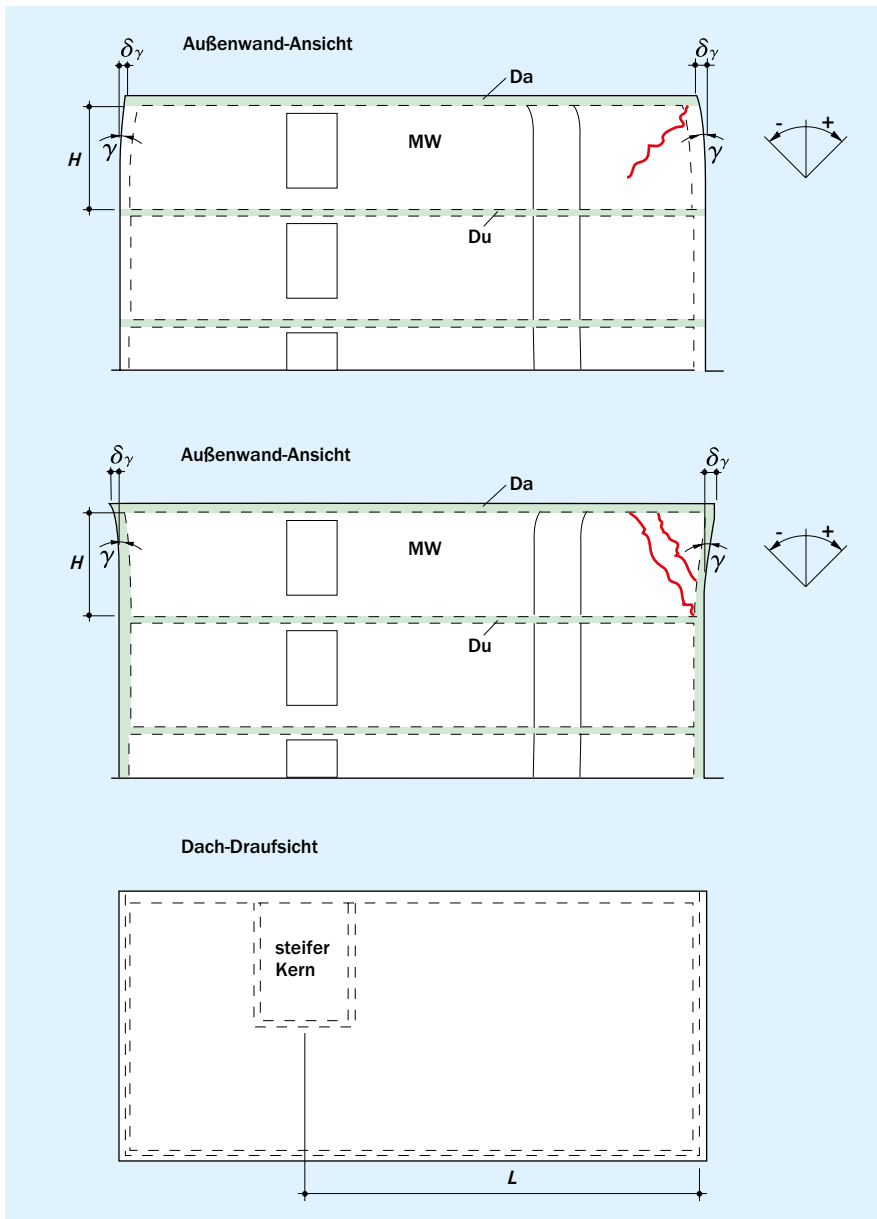 Außenwand-Ansicht
δγ
δγ
Da
MW
- +
γ
γ
H
Du
Außenwand-Ansicht
δγ
δγ
Da
MW
- +
γ
γ
H
Du
Dach-Draufsicht
steifer
Kern
L